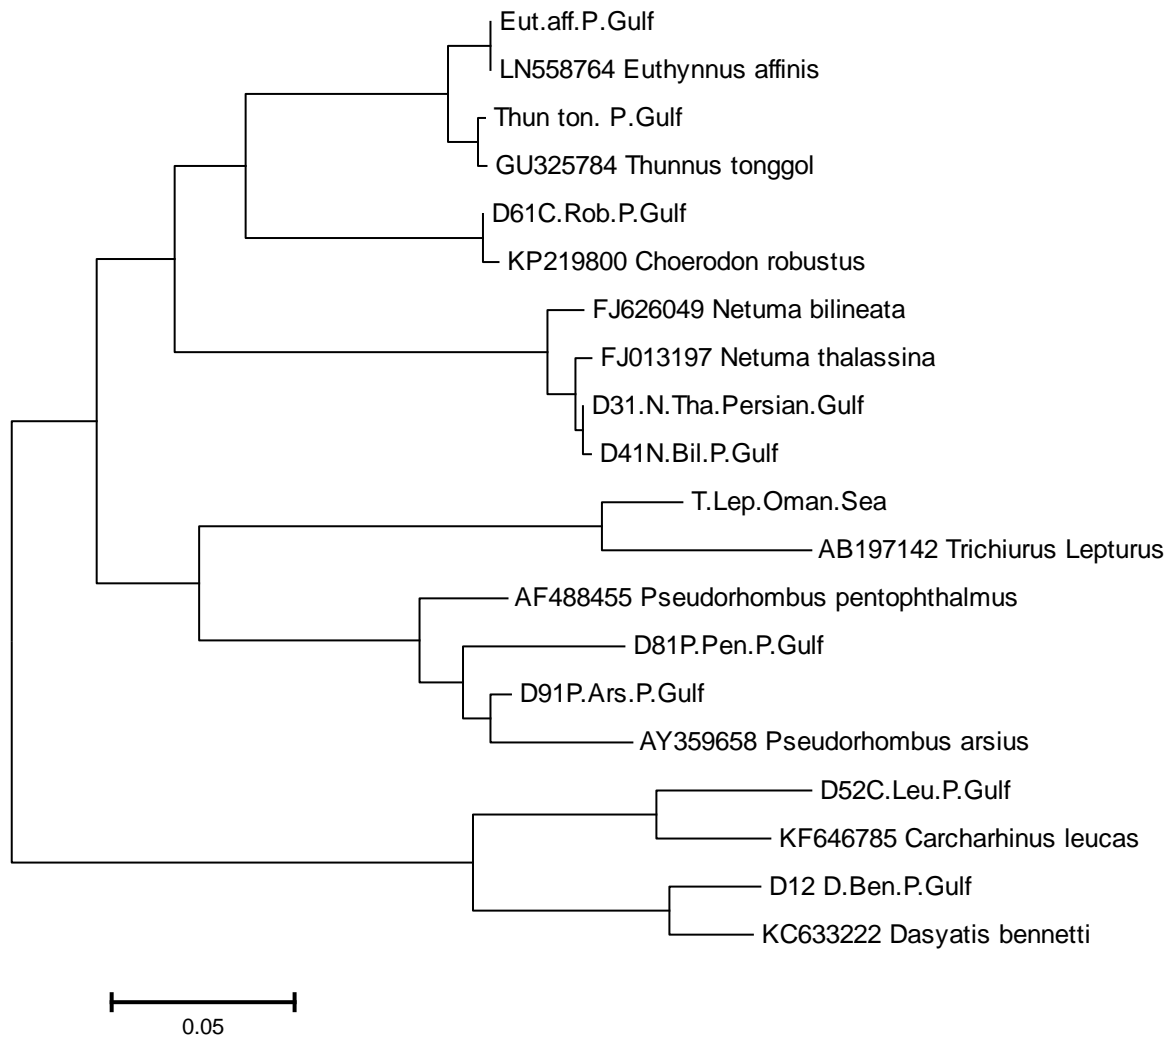 Eut.aff.P.Gulf
LN558764 Euthynnus affinis
Thun ton. P.Gulf
GU325784 Thunnus tonggol
D61C.Rob.P.Gulf
KP219800 Choerodon robustus
FJ626049 Netuma bilineata
FJ013197 Netuma thalassina
D31.N.Tha.Persian.Gulf
D41N.Bil.P.Gulf
T.Lep.Oman.Sea
AB197142 Trichiurus Lepturus
AF488455 Pseudorhombus pentophthalmus
D81P.Pen.P.Gulf
D91P.Ars.P.Gulf
AY359658 Pseudorhombus arsius
D52C.Leu.P.Gulf
KF646785 Carcharhinus leucas
D12 D.Ben.P.Gulf
KC633222 Dasyatis bennetti
0.05